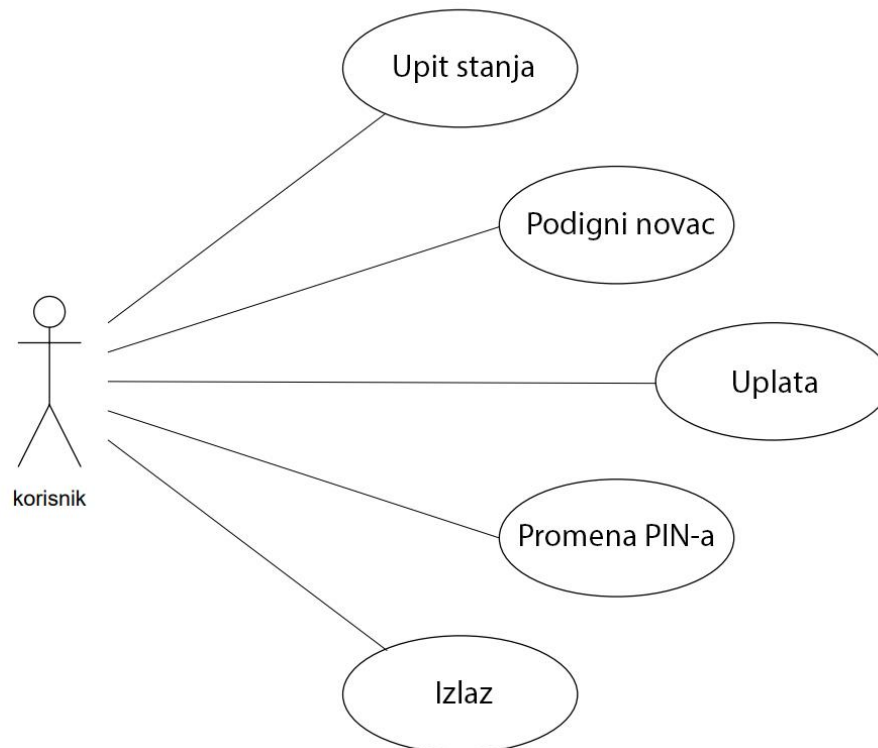 Upit stanja
Podigni novac
Uplata
korisnik
Promena PIN-a
Izlaz